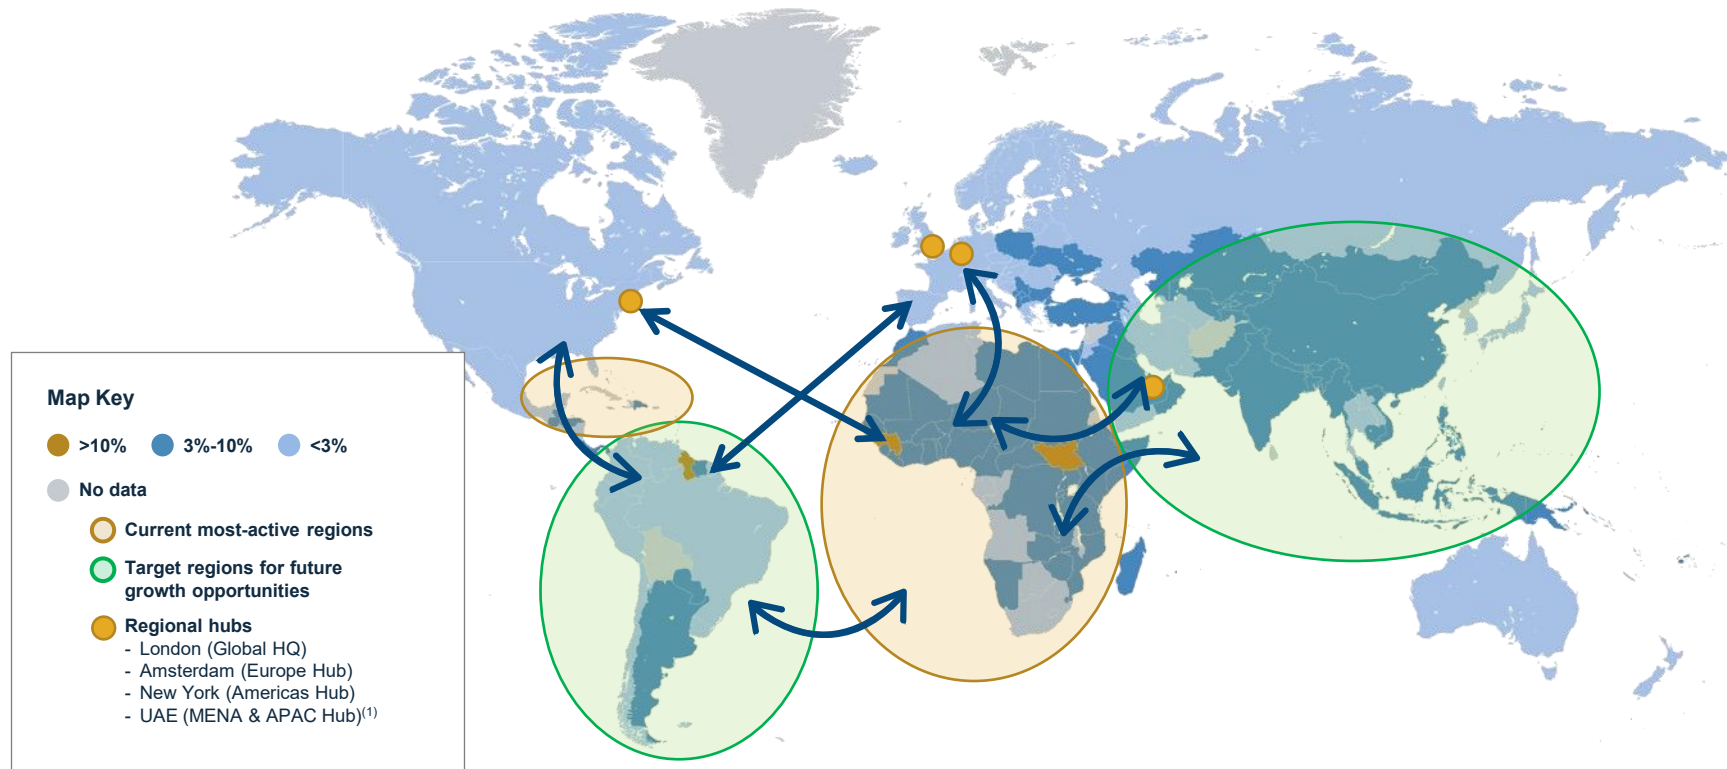 Map Key
>10%
3%-10%
<3%
No data
Current most-active regions
Target regions for future
growth opportunities
Regional hubs
- London (Global HQ)
- Amsterdam (Europe Hub)
- New York (Americas Hub)
- UAE (MENA & APAC Hub)(1)